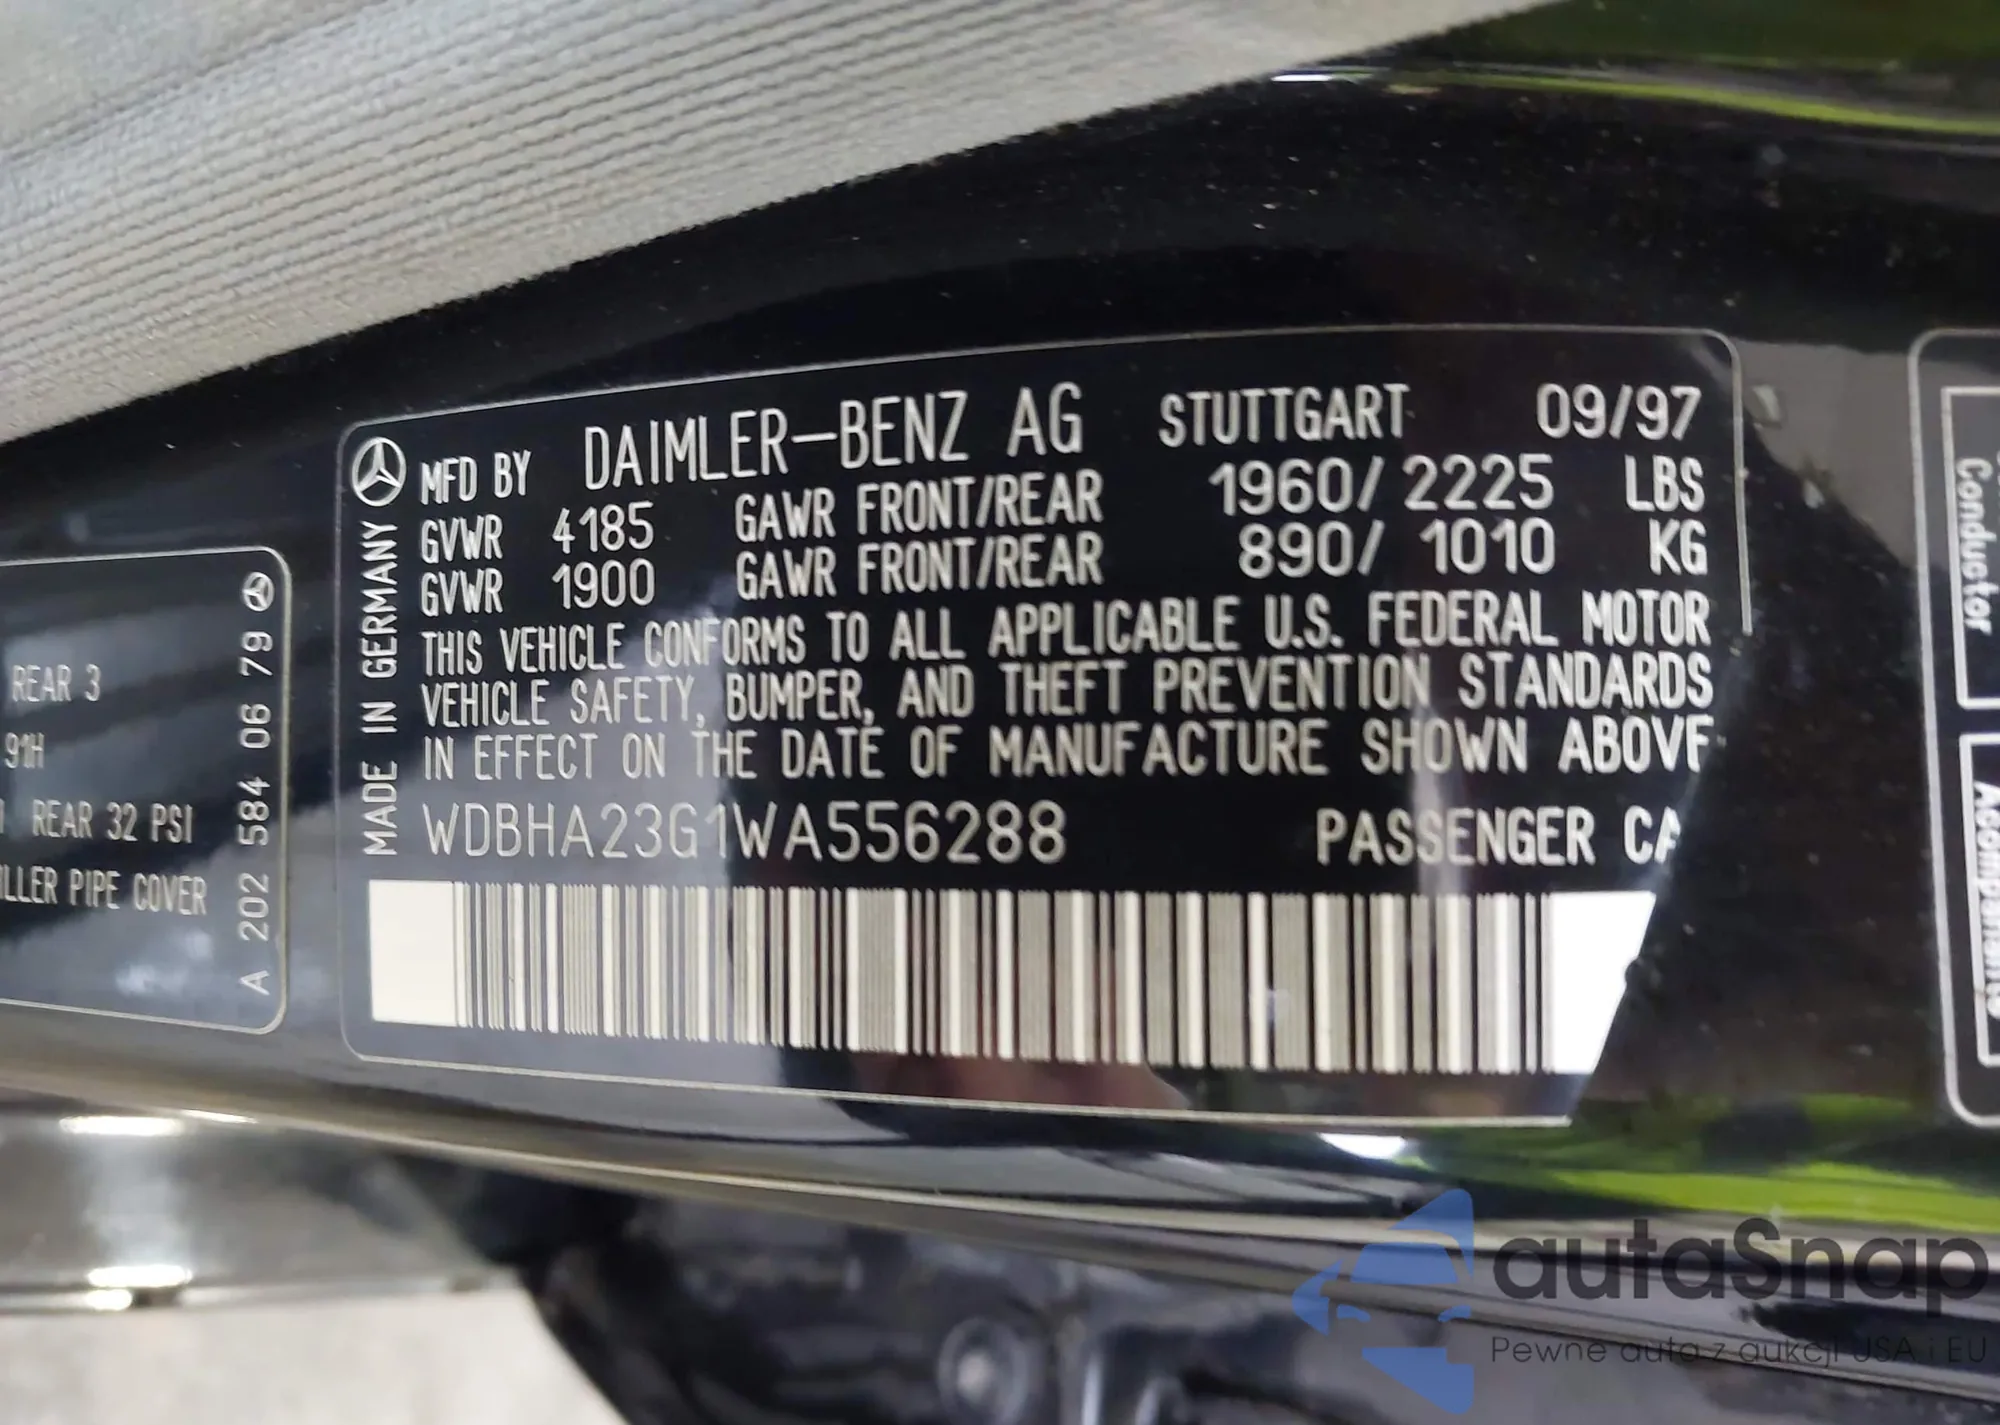 MFD BY DAIMLER-BENZ AG STUTTGART 09/97
GVWR 4185 GAWR FRONT/REAR 1960/ 2225 LBS
GVWR 1900 GAWR FRONT/REAR 890/ 1010 KG
THIS VEHICLE CONFORMS TO ALL APPLICABLE U.S. FEDERAL MOTOR
VEHICLE SAFETY, BUMPER, AND THEFT PREVENTION STANDARDS
IN EFFECT ON THE DATE OF MANUFACTURE SHOWN ABOVE
WDBHA23G1WA556288 PASSENGER CA
MADE IN GERMANY
REAR 3
91H
REAR 32 PSI
ILLER PIPE COVER
A 202 584 06 79
Conductor
Acompanante
autaSnap
Pewne auta z aukcji USA i EU